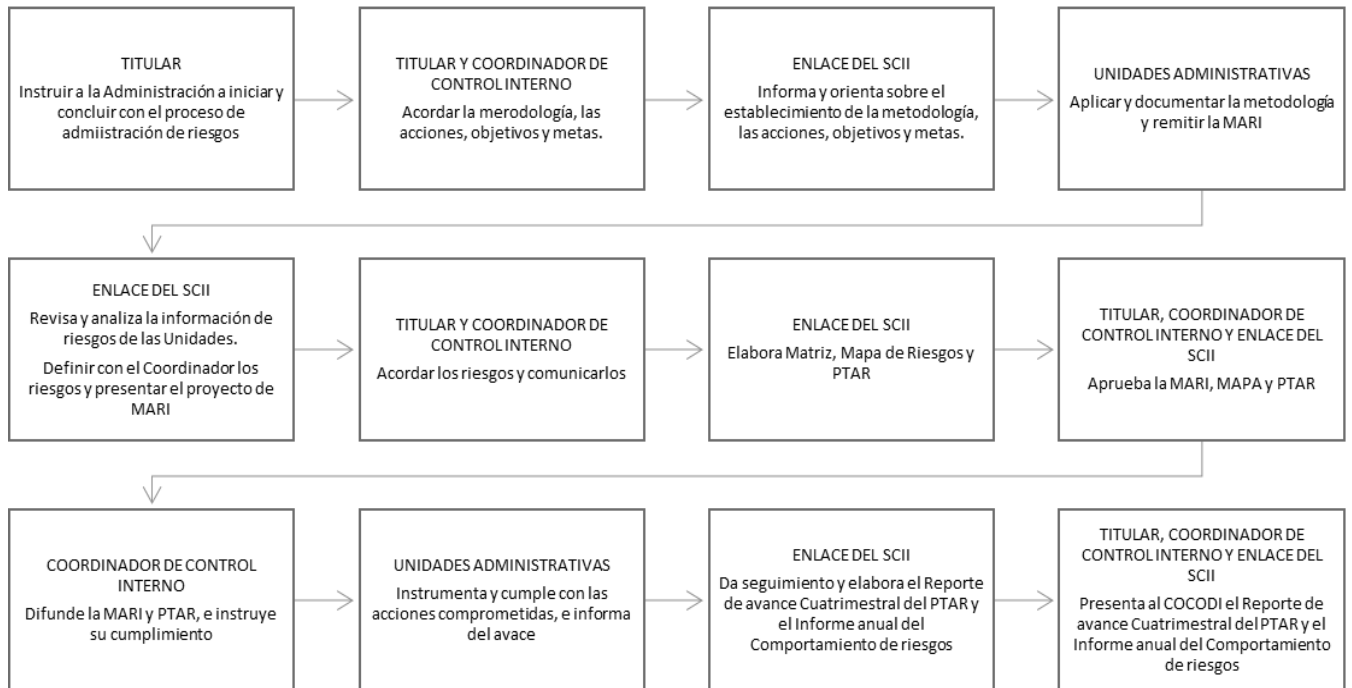 TITULAR
Instruir a la Administración a iniciar y
concluir con el proceso de
admiistración de riesgos
TITULAR Y COORDINADOR DE
CONTROL INTERNO
Acordar la merodología, las
acciones, objetivos y metas.
ENLACE DEL SCII
Informa y orienta sobre el
establecimiento de la metodología,
las acciones, objetivos y metas.
UNIDADES ADMINISTRATIVAS
Aplicar y documentar la metodología
y remitir la MARI
ENLACE DEL SCII
Revisa y analiza la información de
riesgos de las Unidades.
Definir con el Coordinador los
riesgos y presentar el proyecto de
MARI
TITULAR Y COORDINADOR DE
CONTROL INTERNO
Acordar los riesgos y comunicarlos
ENLACE DEL SCII
Elabora Matriz, Mapa de Riesgos y
PTAR
TITULAR, COORDINADOR DE
CONTROL INTERNO Y ENLACE DEL
SCII
Aprueba la MARI, MAPA y PTAR
COORDINADOR DE CONTROL
INTERNO
Difunde la MARI y PTAR, e instruye
su cumplimiento
UNIDADES ADMINISTRATIVAS
Instrumenta y cumple con las
acciones comprometidas, e informa
del avace
ENLACE DEL SCII
Da seguimiento y elabora el Reporte
de avance Cuatrimestral del PTAR y
el Informe anual del
Comportamiento de riesgos
TITULAR, COORDINADOR DE
CONTROL INTERNO Y ENLACE DEL
SCII
Presenta al COCODI el Reporte de
avance Cuatrimestral del PTAR y el
Informe anual del Comportamiento
de riesgos